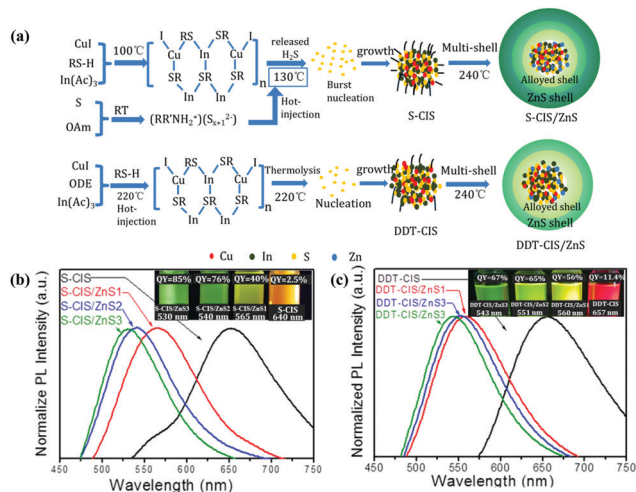 (a)
CuI
RS-H
In(Ac)₃
100℃
I RS SR I
Cu In Cu
SR SR SR
In In
n
released
H₂S
130℃
Hot-
injection
S
OAm
RT
(RR'NH₂⁺)(Sₓ₊₁²⁻)
Burst
nucleation
growth
S-CIS
Multi-shell
240℃
Alloyed shell
ZnS shell
S-CIS/ZnS
CuI
ODE
In(Ac)₃
RS-H
220℃
Hot-
injection
I RS SR I
Cu In Cu
SR SR SR
In In
n
Thermolysis
220℃
Nucleation
growth
DDT-CIS
Multi-shell
240℃
Alloyed shell
ZnS shell
DDT-CIS/ZnS
Cu In S Zn
(b)
S-CIS
S-CIS/ZnS1
S-CIS/ZnS2
S-CIS/ZnS3
QY=85% QY=76% QY=40% QY=2.5%
S-CIS/ZnS3 S-CIS/ZnS2 S-CIS/ZnS1 S-CIS
530 nm 540 nm 565 nm 640 nm
Normalize PL Intensity (a.u.)
450 500 550 600 650 700 750
Wavelength (nm)
(c)
DDT-CIS
DDT-CIS/ZnS1
DDT-CIS/ZnS3
DDT-CIS/ZnS3
QY=67% QY=65% QY=56% QY=11.4%
DDT-CIS/ZnS3 DDT-CIS/ZnS2 DDT-CIS/ZnS1 DDT-CIS
543 nm 551 nm 560 nm 657 nm
Normalized PL Intensity (a.u.)
450 500 550 600 650 700 750
Wavelength (nm)